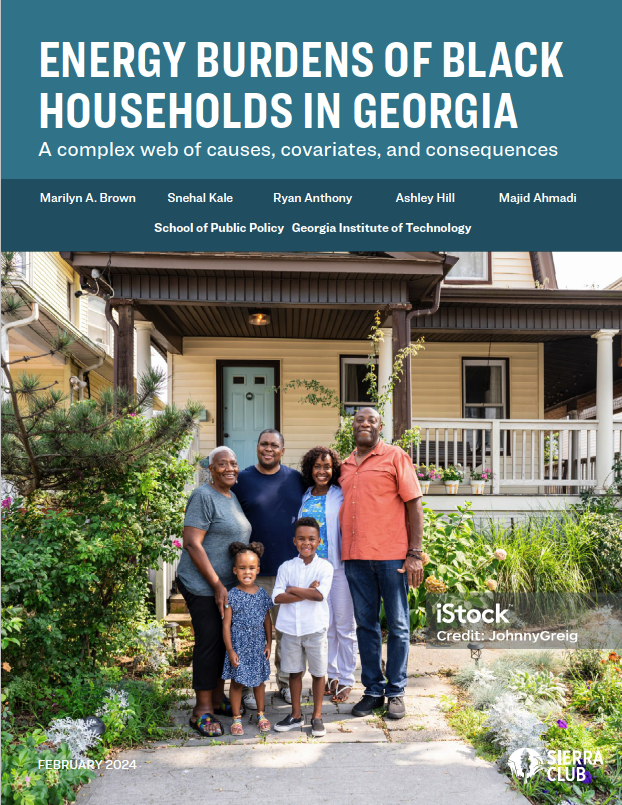 ENERGY BURDENS OF BLACK
HOUSEHOLDS IN GEORGIA
A complex web of causes, covariates, and consequences
Marilyn A. Brown Snehal Kale Ryan Anthony Ashley Hill Majid Ahmadi
School of Public Policy Georgia Institute of Technology
iStock
Credit: JohnnyGreig
FEBRUARY 2024
SIERRA
CLUB